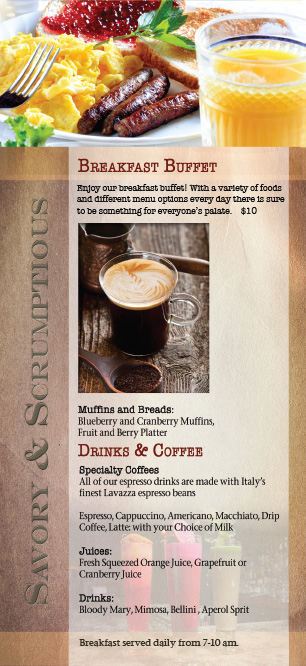 BREAKFAST BUFFET
Enjoy our breakfast buffet! With a variety of foods
and different menu options every day there is sure
to be something for everyone's palate. $10
SAVORY & SCRUMPTIOUS
Muffins and Breads:
Blueberry and Cranberry Muffins,
Fruit and Berry Platter
DRINKS & COFFEE
Specialty Coffees
All of our espresso drinks are made with Italy's
finest Lavazza espresso beans
Espresso, Cappuccino, Americano, Macchiato, Drip
Coffee, Latte: with your Choice of Milk
Juices:
Fresh Squeezed Orange Juice, Grapefruit or
Cranberry Juice
Drinks:
Bloody Mary, Mimosa, Bellini , Aperol Sprit
Breakfast served daily from 7-10 am.